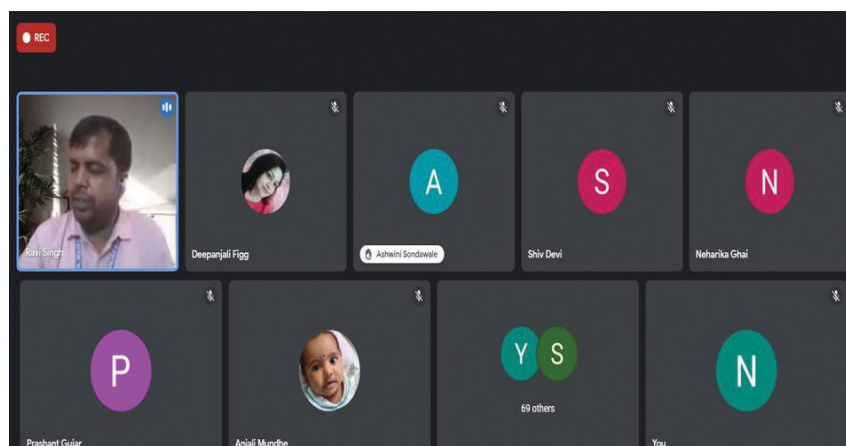 REC
Ravi Singh
Deepanjali Figg
A
Ashwini Sondawale
S
Shiv Devi
N
Neharika Ghai
P
Prashant Gujar
Anjali Mundhe
Y S
69 others
N
You